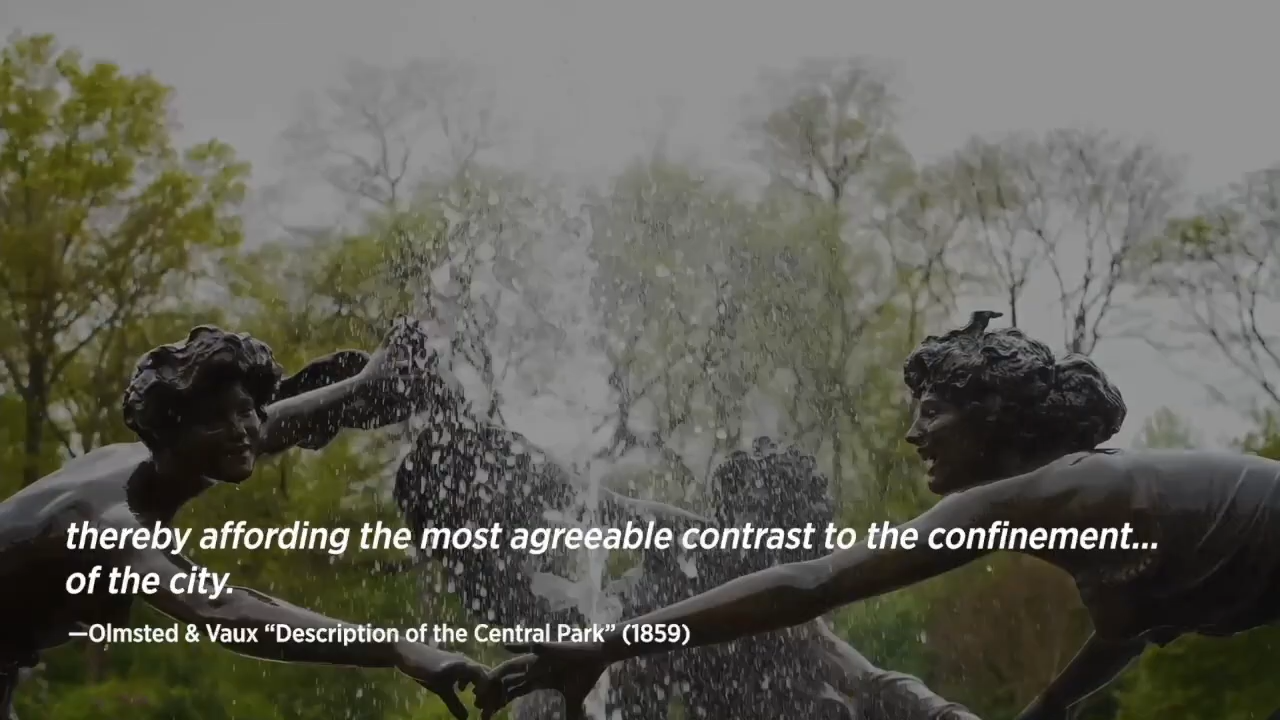 thereby affording the most agreeable contrast to the confinement...
of the city.
—Olmsted & Vaux “Description of the Central Park” (1859)